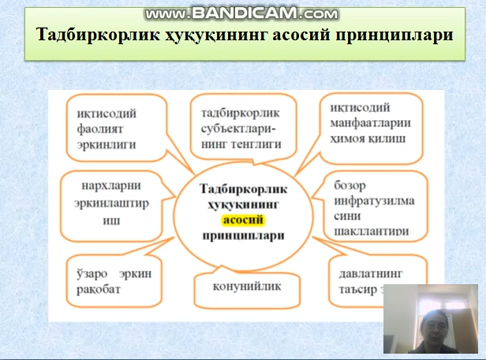 www.BANDICAM.com
Тадбиркорлик ҳуқуқининг асосий принциплари
иқтисодий
фаолият
эркинлиги
тадбиркорлик
субъектлари-
нинг тенглиги
иқтисодий
манфаатларии
ҳимоя қилиш
нархларни
эркинлаштир
иш
Тадбиркорлик
ҳуқуқининг
асосий
принциплари
бозор
инфратузилма
сини
шакллантири
ўзаро эркин
рақобат
қонунийлик
давлатнинг
таъсир